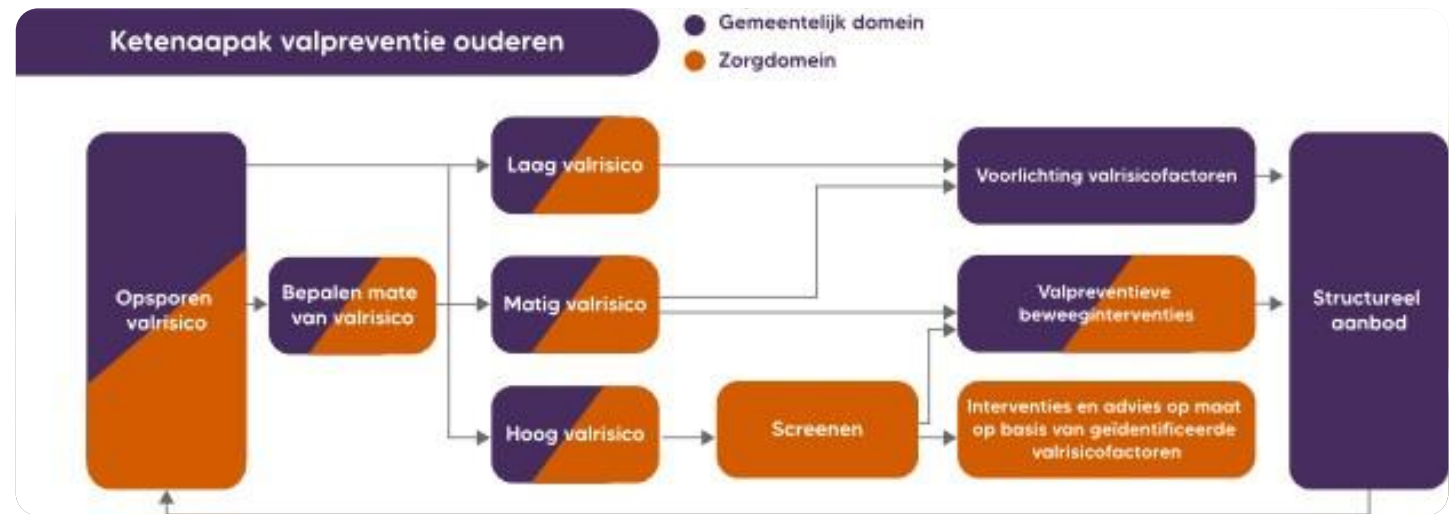 Ketenaapak valpreventie ouderen
Gemeentelijk domein
Zorgdomein
Opsporen
valrisico
Bepalen mate
van valrisico
Laag valrisico
Matig valrisico
Hoog valrisico
Screenen
Voorlichting valrisicofactoren
Valpreventieve
beweeginterventies
Interventies en advies op maat
op basis van geïdentificeerde
valrisicofactoren
Structureel
aanbod